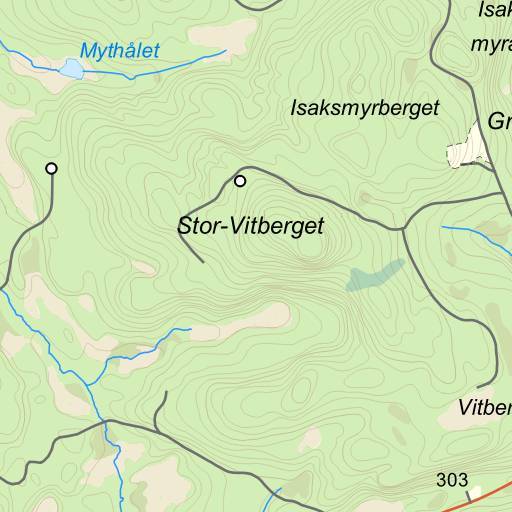 Isak
myra
Mythålet
Isaksmyrberget
Gr
Stor-Vitberget
Vitber
303